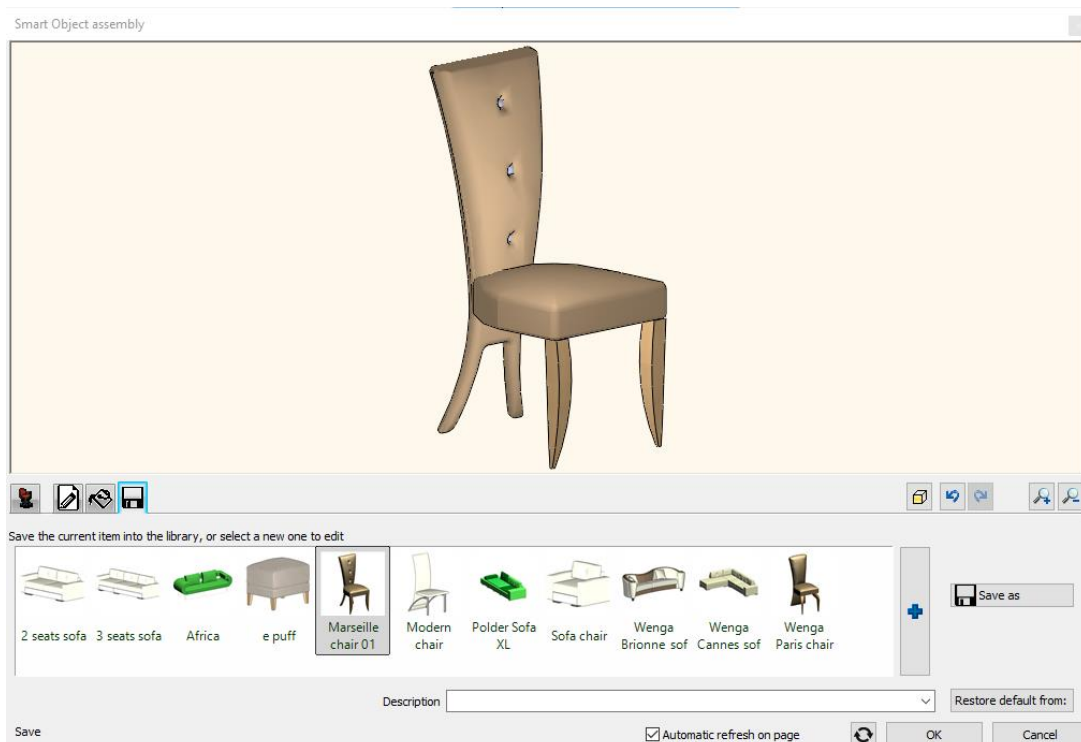 Smart Object assembly
Save the current item into the library, or select a new one to edit
2 seats sofa
3 seats sofa
Africa
e puff
Marseille
chair 01
Modern
chair
Polder Sofa
XL
Sofa chair
Wenga
Brionne sof
Wenga
Cannes sof
Wenga
Paris chair
Save as
Description
Restore default from:
Save
Automatic refresh on page
OK
Cancel